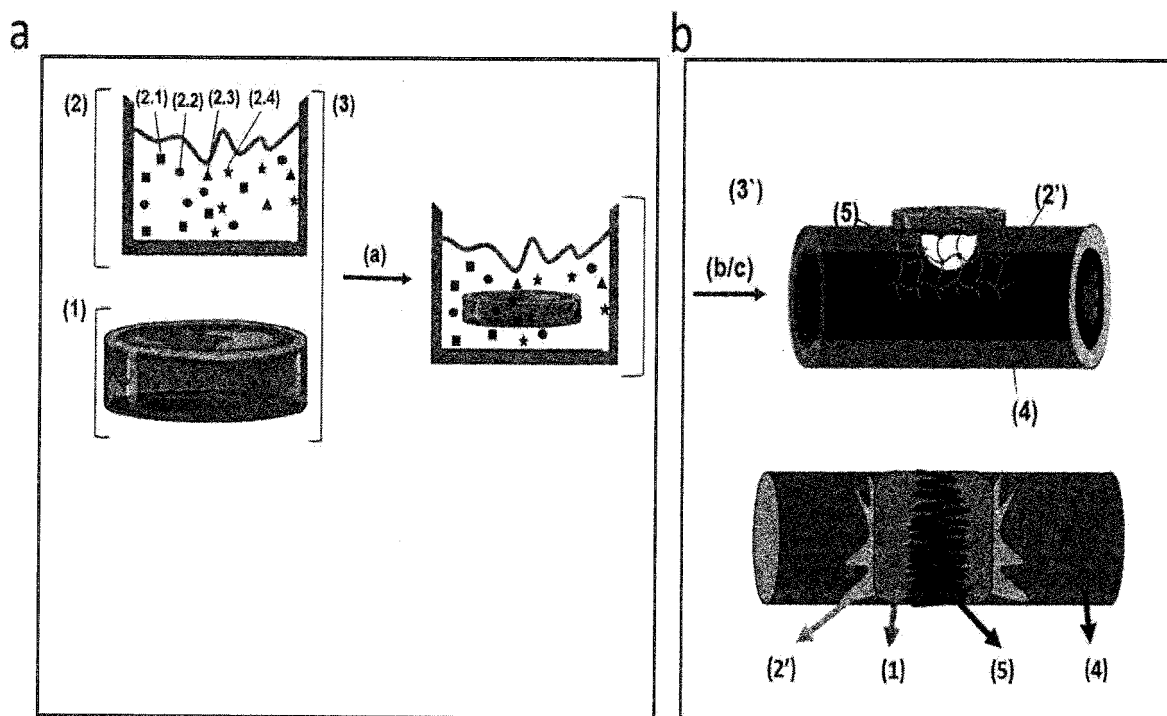 a
(2)
(2.1) (2.2) (2.3) (2.4)
(3)
(1)
(a)
b
(3`)
(5)
(2’)
(b/c)
(4)
(2’)
(1)
(5)
(4)